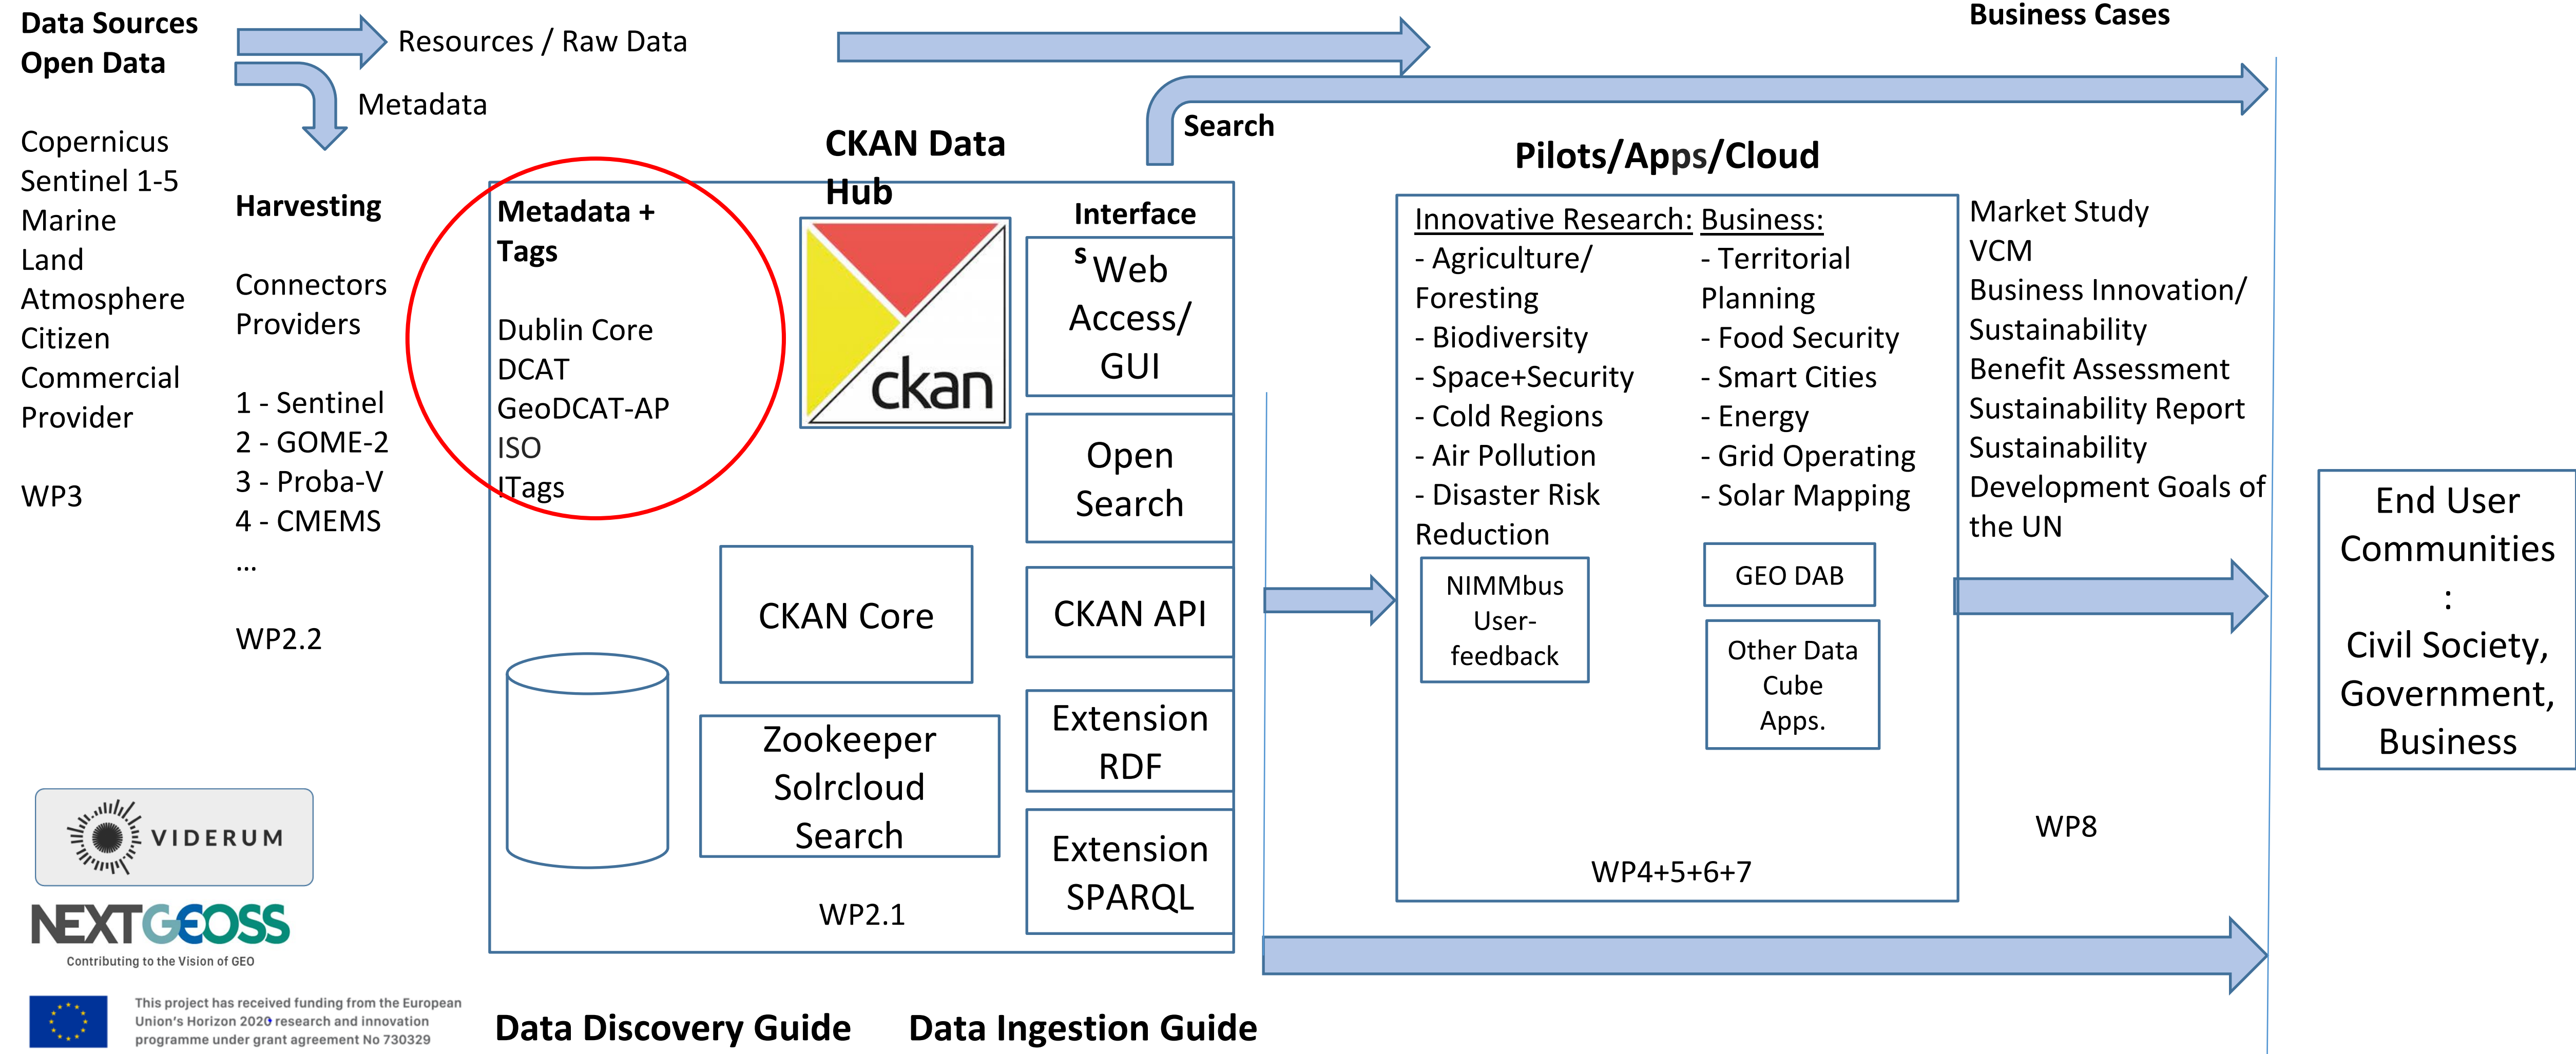 Data Sources
Open Data
Resources / Raw Data
Metadata
Copernicus
Sentinel 1-5
Marine
Land
Atmosphere
Citizen
Commercial
Provider
WP3
Harvesting
Connectors
Providers
1 - Sentinel
2 - GOME-2
3 - Proba-V
4 - CMEMS
...
WP2.2
CKAN Data
Hub
Metadata +
Tags
Dublin Core
DCAT
GeoDCAT-AP
ISO
ITags
ckan
CKAN Core
Zookeeper
Solrcloud
Search
WP2.1
Interface
s
Web
Access/
GUI
Open
Search
CKAN API
Extension
RDF
Extension
SPARQL
Search
Pilots/Apps/Cloud
Innovative Research:
- Agriculture/
Foresting
- Biodiversity
- Space+Security
- Cold Regions
- Air Pollution
- Disaster Risk
Reduction
NIMMbus
User-
feedback
Business:
- Territorial
Planning
- Food Security
- Smart Cities
- Energy
- Grid Operating
- Solar Mapping
GEO DAB
Other Data
Cube
Apps.
WP4+5+6+7
Business Cases
Market Study
VCM
Business Innovation/
Sustainability
Benefit Assessment
Sustainability Report
Sustainability
Development Goals of
the UN
WP8
End User
Communities
:
Civil Society,
Government,
Business
VIDERUM
NEXTGEOSS
Contributing to the Vision of GEO
This project has received funding from the European
Union's Horizon 2020 research and innovation
programme under grant agreement No 730329
Data Discovery Guide
Data Ingestion Guide